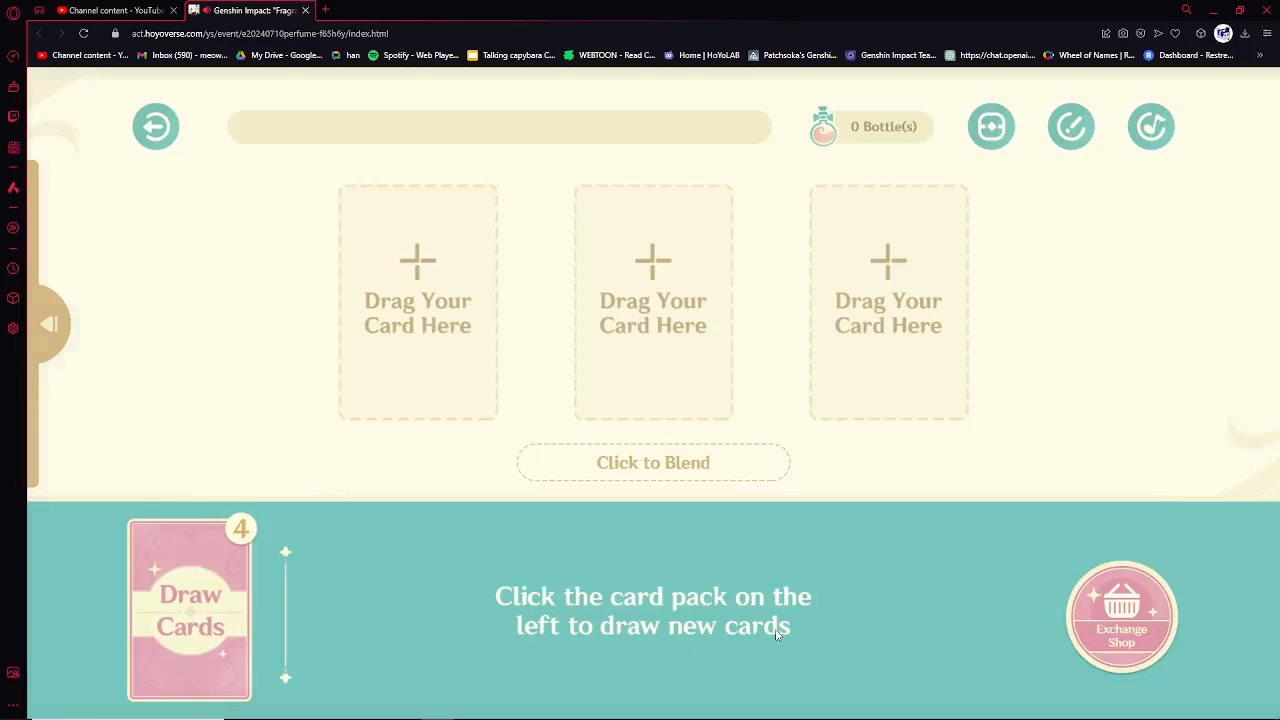 Channel content - YouTube
Genshin Impact: "Fragra
act.hoyoverse.com/ys/event/e20240710perfume-f65h6y/index.html
Channel content - Y...
Inbox (590) - meow...
My Drive - Google...
han
Spotify - Web Playe...
Talking capybara C...
WEBTOON - Read C...
Home | HoYoLAB
Patchsoka's Genshi...
Genshin Impact Tea...
https://chat.openai...
Wheel of Names | R...
Dashboard - Restre...
0 Bottle(s)
Drag Your
Card Here
Drag Your
Card Here
Drag Your
Card Here
Click to Blend
4
Draw
Cards
Click the card pack on the
left to draw new cards
Exchange
Shop